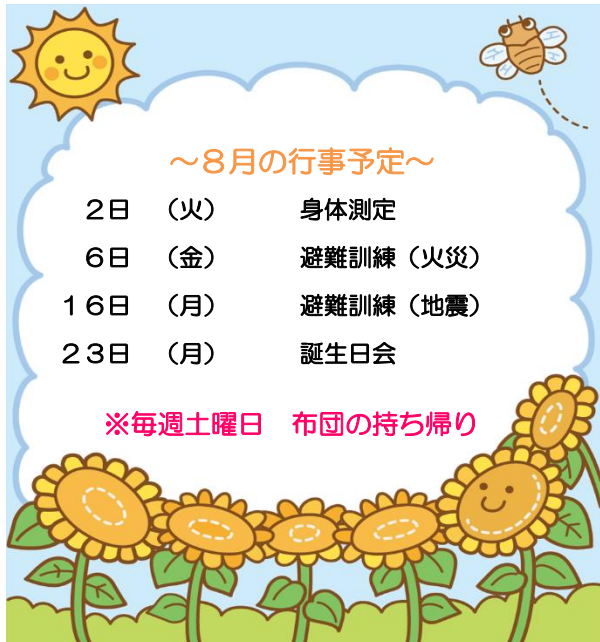 ～８月の行事予定～
２日　（火）　身体測定
６日　（金）　避難訓練（火災）
１６日　（月）　避難訓練（地震）
２３日　（月）　誕生日会
※毎週土曜日　布団の持ち帰り